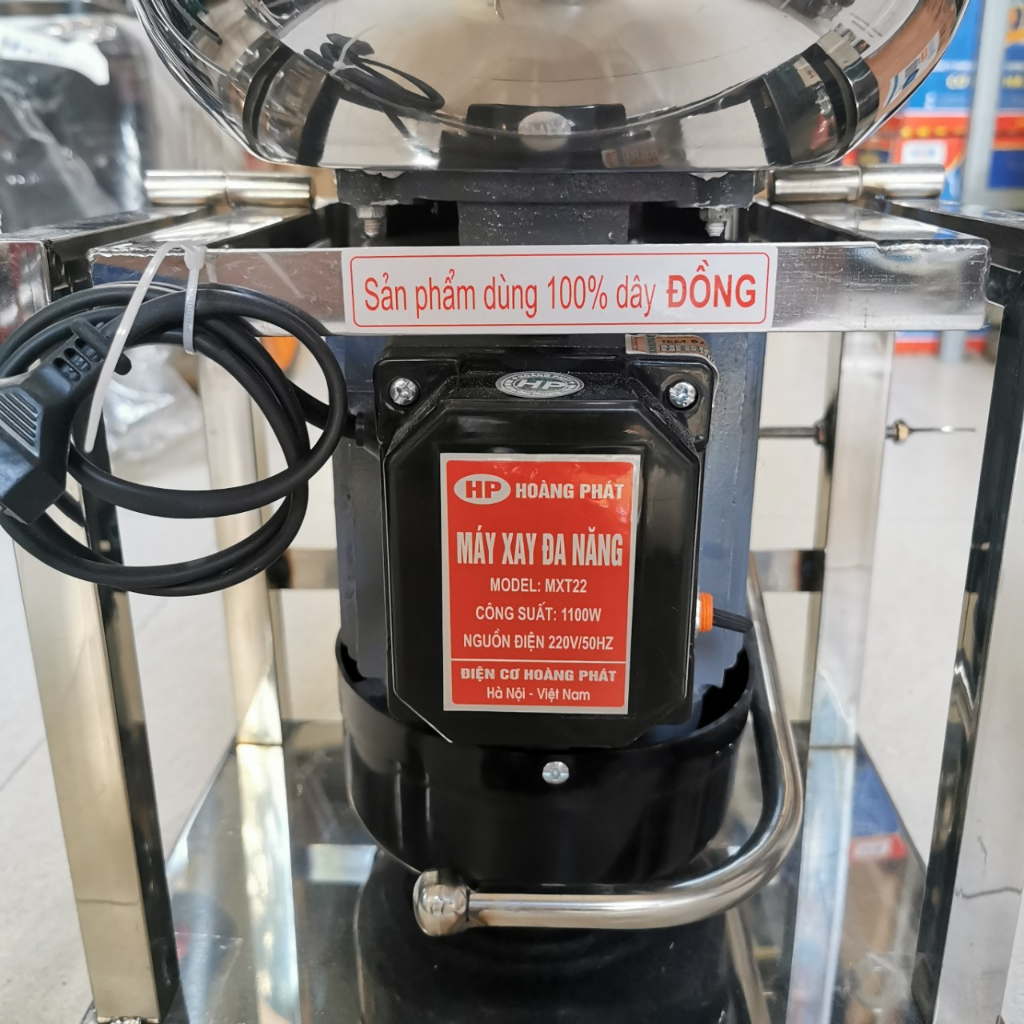 Sản phẩm dùng 100% dây ĐỒNG
HP
HP HOÀNG PHÁT
MÁY XAY ĐA NĂNG
MODEL: MXT22
CÔNG SUẤT: 1100W
NGUỒN ĐIỆN 220V/50HZ
ĐIỆN CƠ HOÀNG PHÁT
Hà Nội - Việt Nam